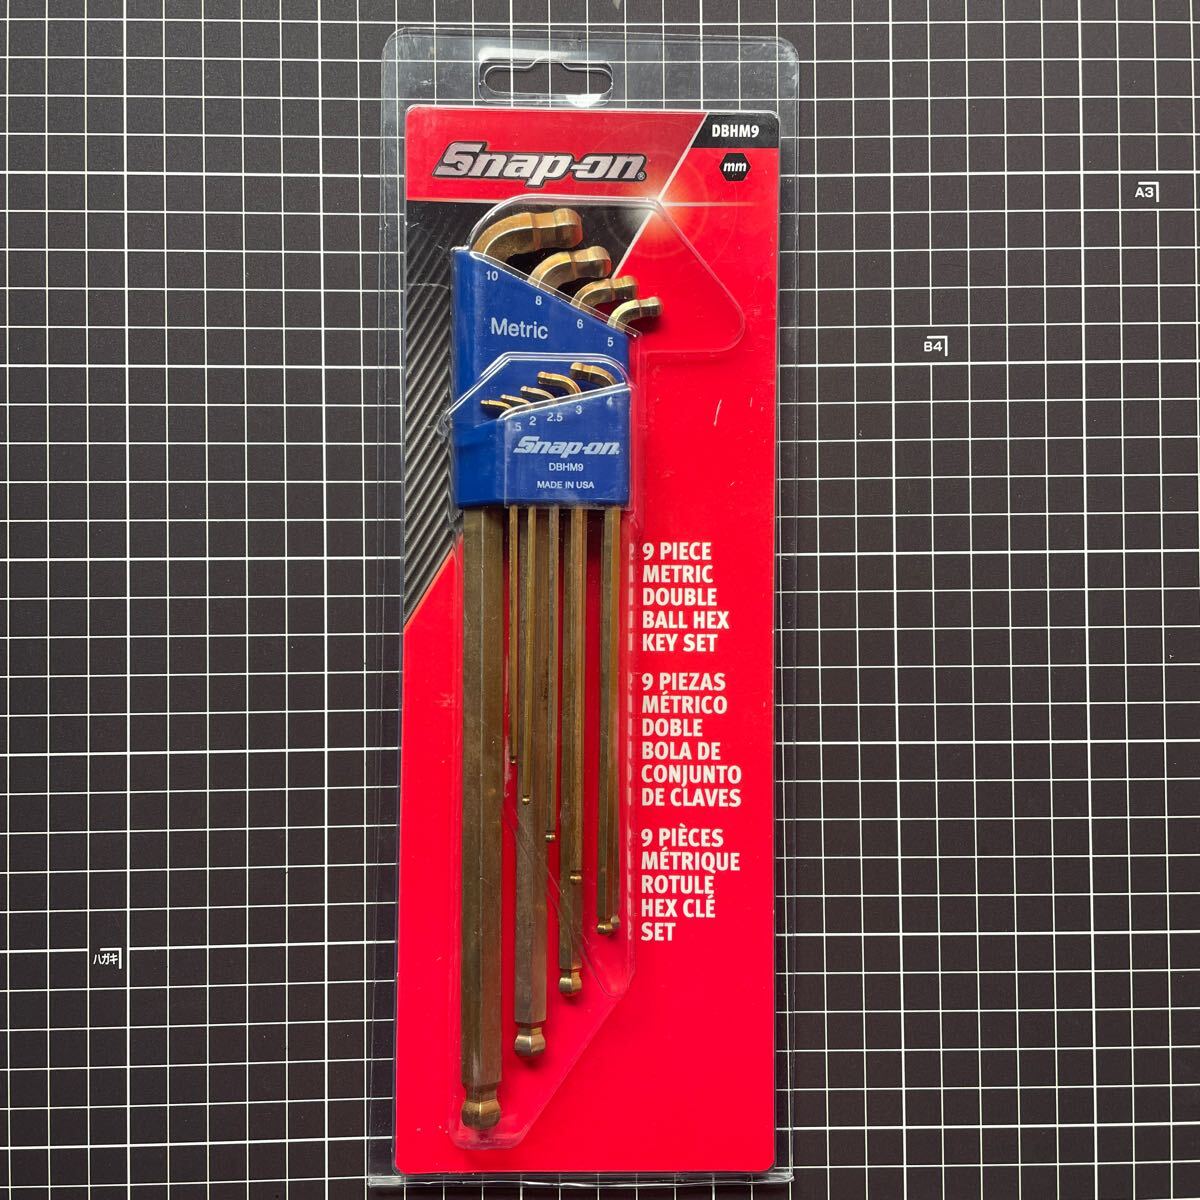 DBHM9
Snap-on®
mm
A3
10
8
6
5
Metric
B4
4
3
2.5
2
.5
Snap-on
DBHM9
MADE IN USA
9 PIECE
METRIC
DOUBLE
BALL HEX
KEY SET
9 PIEZAS
MÉTRICO
DOBLE
BOLA DE
CONJUNTO
DE CLAVES
9 PIÈCES
MÉTRIQUE
ROTULE
HEX CLÉ
SET
ハガキ